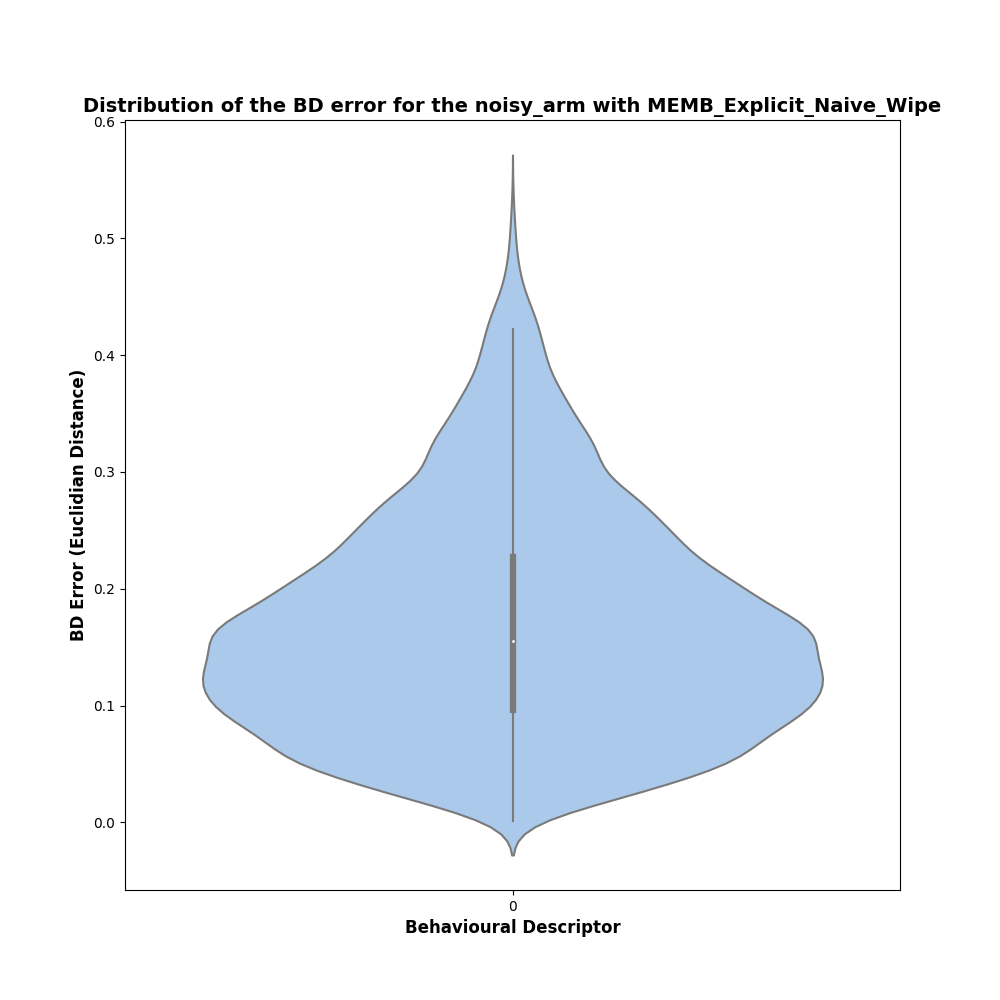 Distribution of the BD error for the noisy_arm with MEMB_Explicit_Naive_Wipe
0.6
0.5
0.4
0.3
0.2
0.1
0.0
BD Error (Euclidian Distance)
0
Behavioural Descriptor